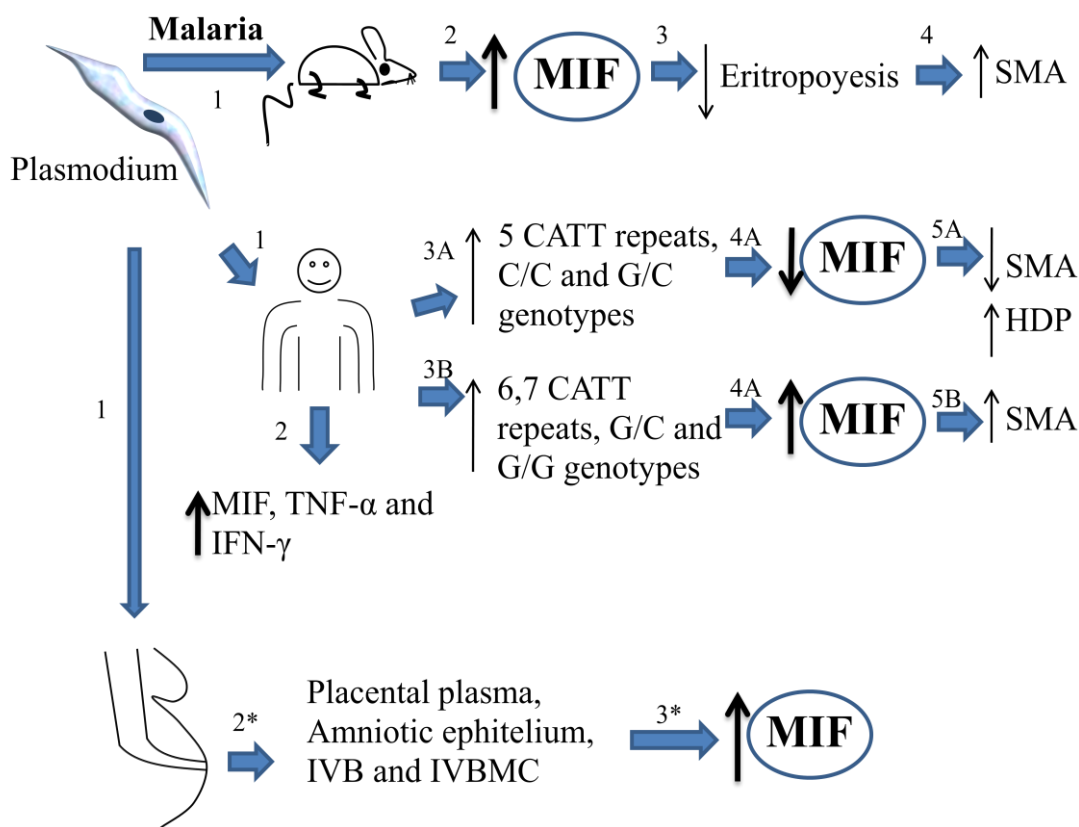 Malaria
1
Plasmodium
2
MIF
3
Eritropoyesis
4
SMA
1
3A
5 CATT repeats,
C/C and G/C
genotypes
4A
MIF
5A
SMA
HDP
3B
6,7 CATT
repeats, G/C and
G/G genotypes
4A
MIF
5B
SMA
2
MIF, TNF-α and
IFN-γ
1
2*
Placental plasma,
Amniotic ephitelium,
IVB and IVBMC
3*
MIF